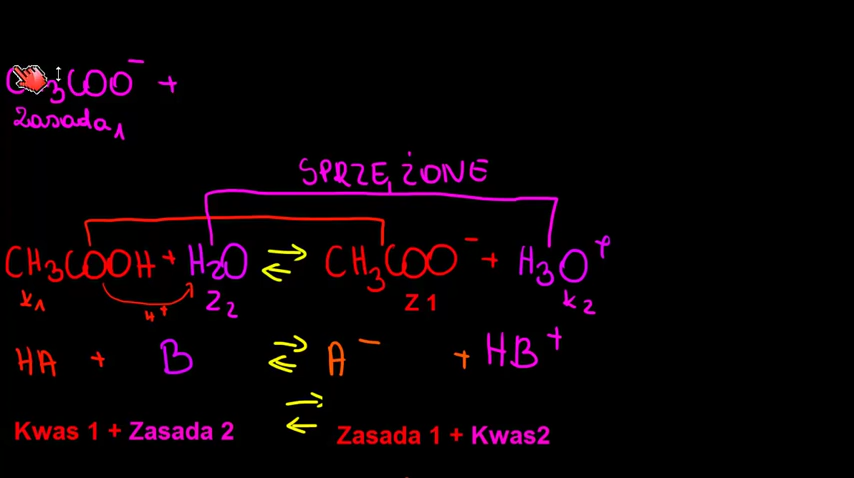 CH₃COO⁻ +
Zasada₁
SPRZĘŻONE
CH₃COOH + H₂O ⇌ CH₃COO⁻ + H₃O⁺
K₁ H⁺ Z₂ Z1 K₂
HA + B ⇌ A⁻ + HB⁺
Kwas 1 + Zasada 2 ⇌ Zasada 1 + Kwas2